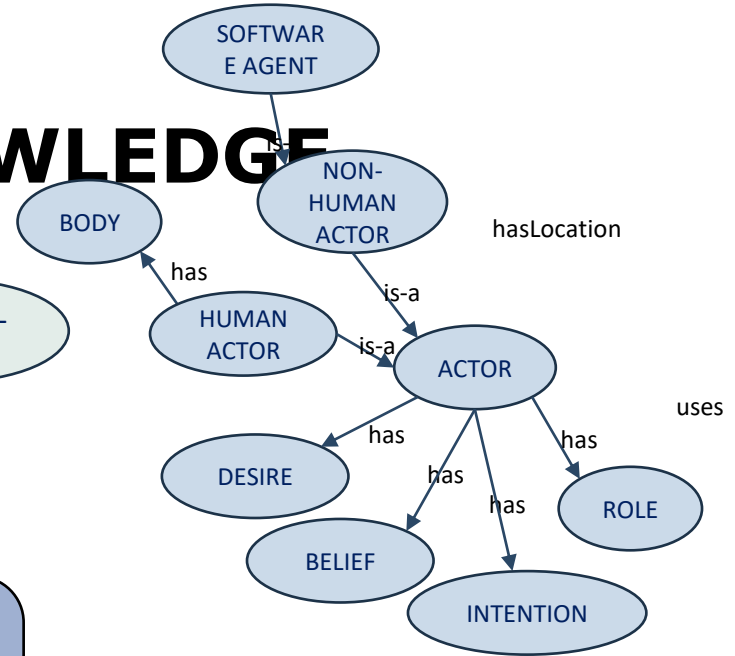 SOFTWAR
E AGENT
is-
WLEDGE
NON-
HUMAN
ACTOR
BODY
hasLocation
has
is-a
-
HUMAN
ACTOR
is-a
ACTOR
uses
has
has
DESIRE
has
has
ROLE
BELIEF
INTENTION